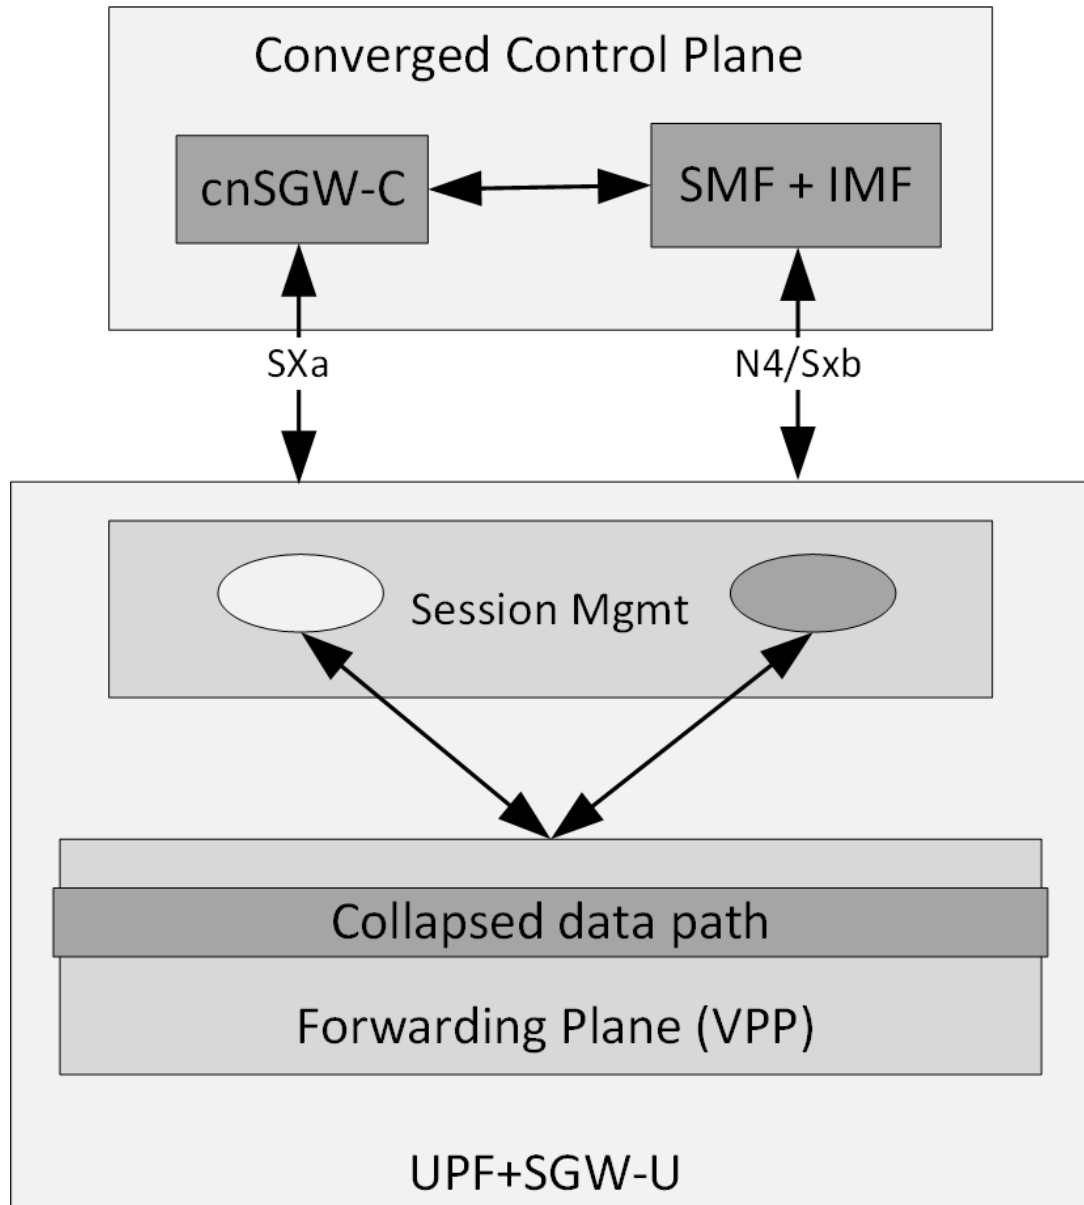 Converged Control Plane
cnSGW-C
SMF + IMF
SXa
N4/Sxb
Session Mgmt
Collapsed data path
Forwarding Plane (VPP)
UPF+SGW-U